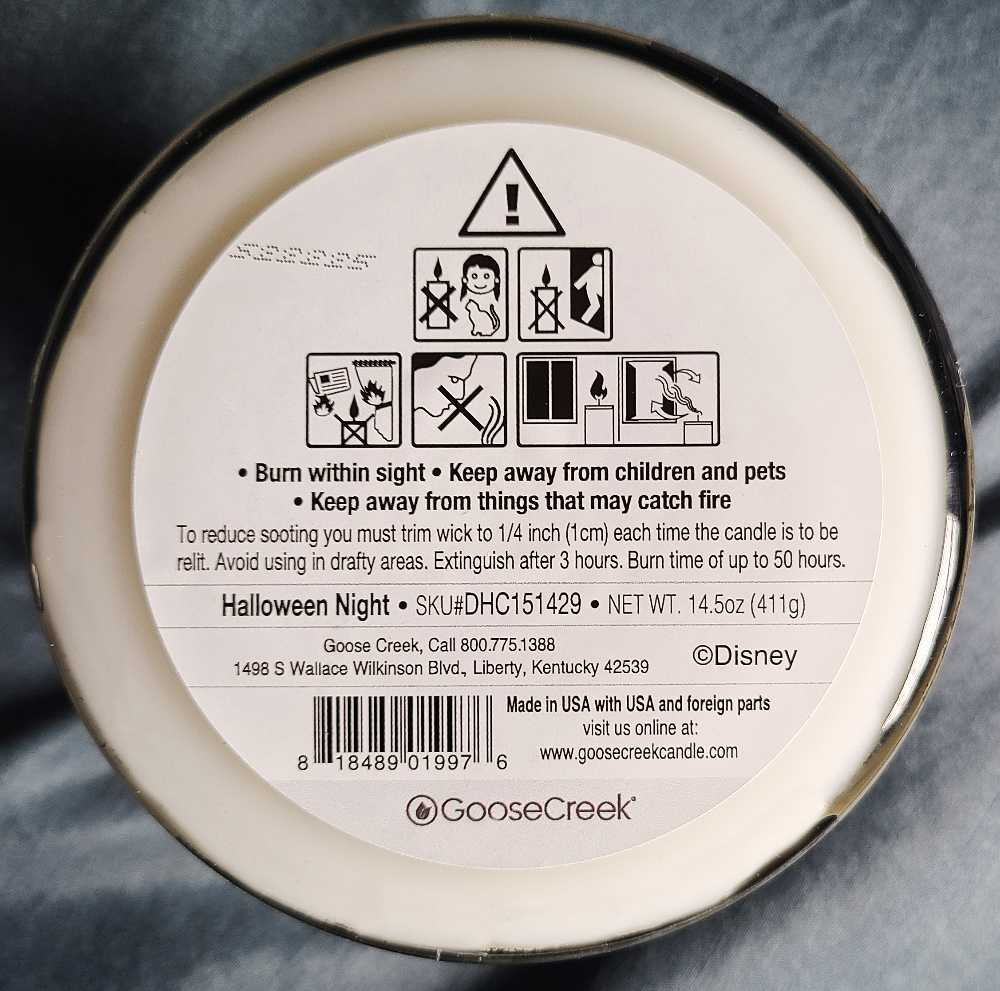 !
• Burn within sight • Keep away from children and pets
• Keep away from things that may catch fire
To reduce sooting you must trim wick to 1/4 inch (1cm) each time the candle is to be
relit. Avoid using in drafty areas. Extinguish after 3 hours. Burn time of up to 50 hours.
Halloween Night • SKU#DHC151429 • NET WT. 14.5oz (411g)
Goose Creek, Call 800.775.1388
1498 S Wallace Wilkinson Blvd., Liberty, Kentucky 42539
©Disney
Made in USA with USA and foreign parts
visit us online at:
www.goosecreekcandle.com
8 18489 01997 6
GooseCreek